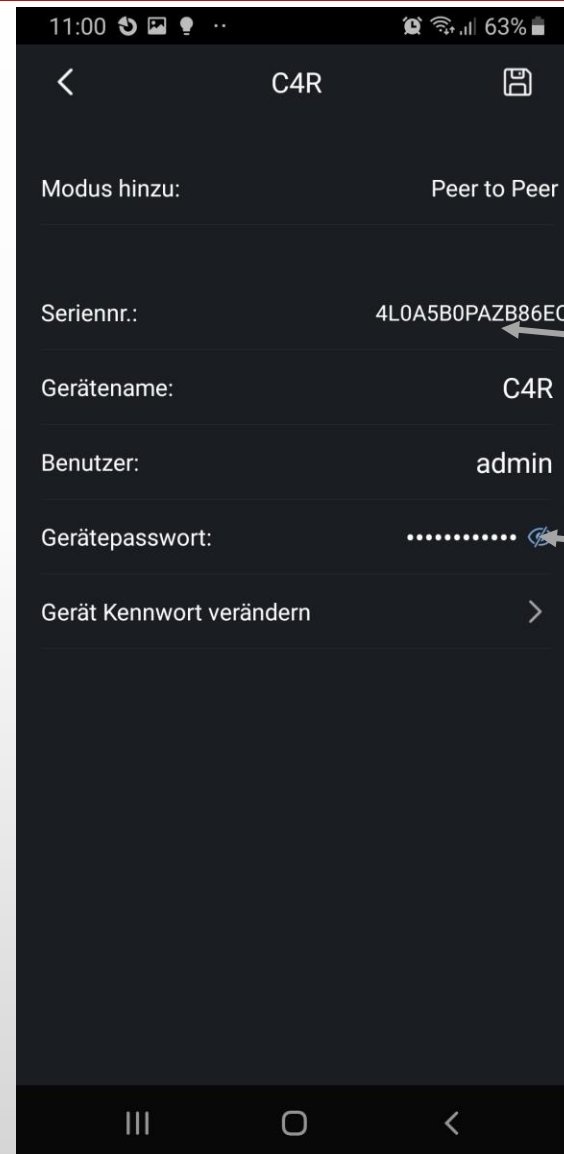 11:00 63%
C4R
Modus hinzu: Peer to Peer
Seriennr.: 4L0A5B0PAZB86E
Gerätename: C4R
Benutzer: admin
Gerätepasswort: ••••••••••••
Gerät Kennwort verändern